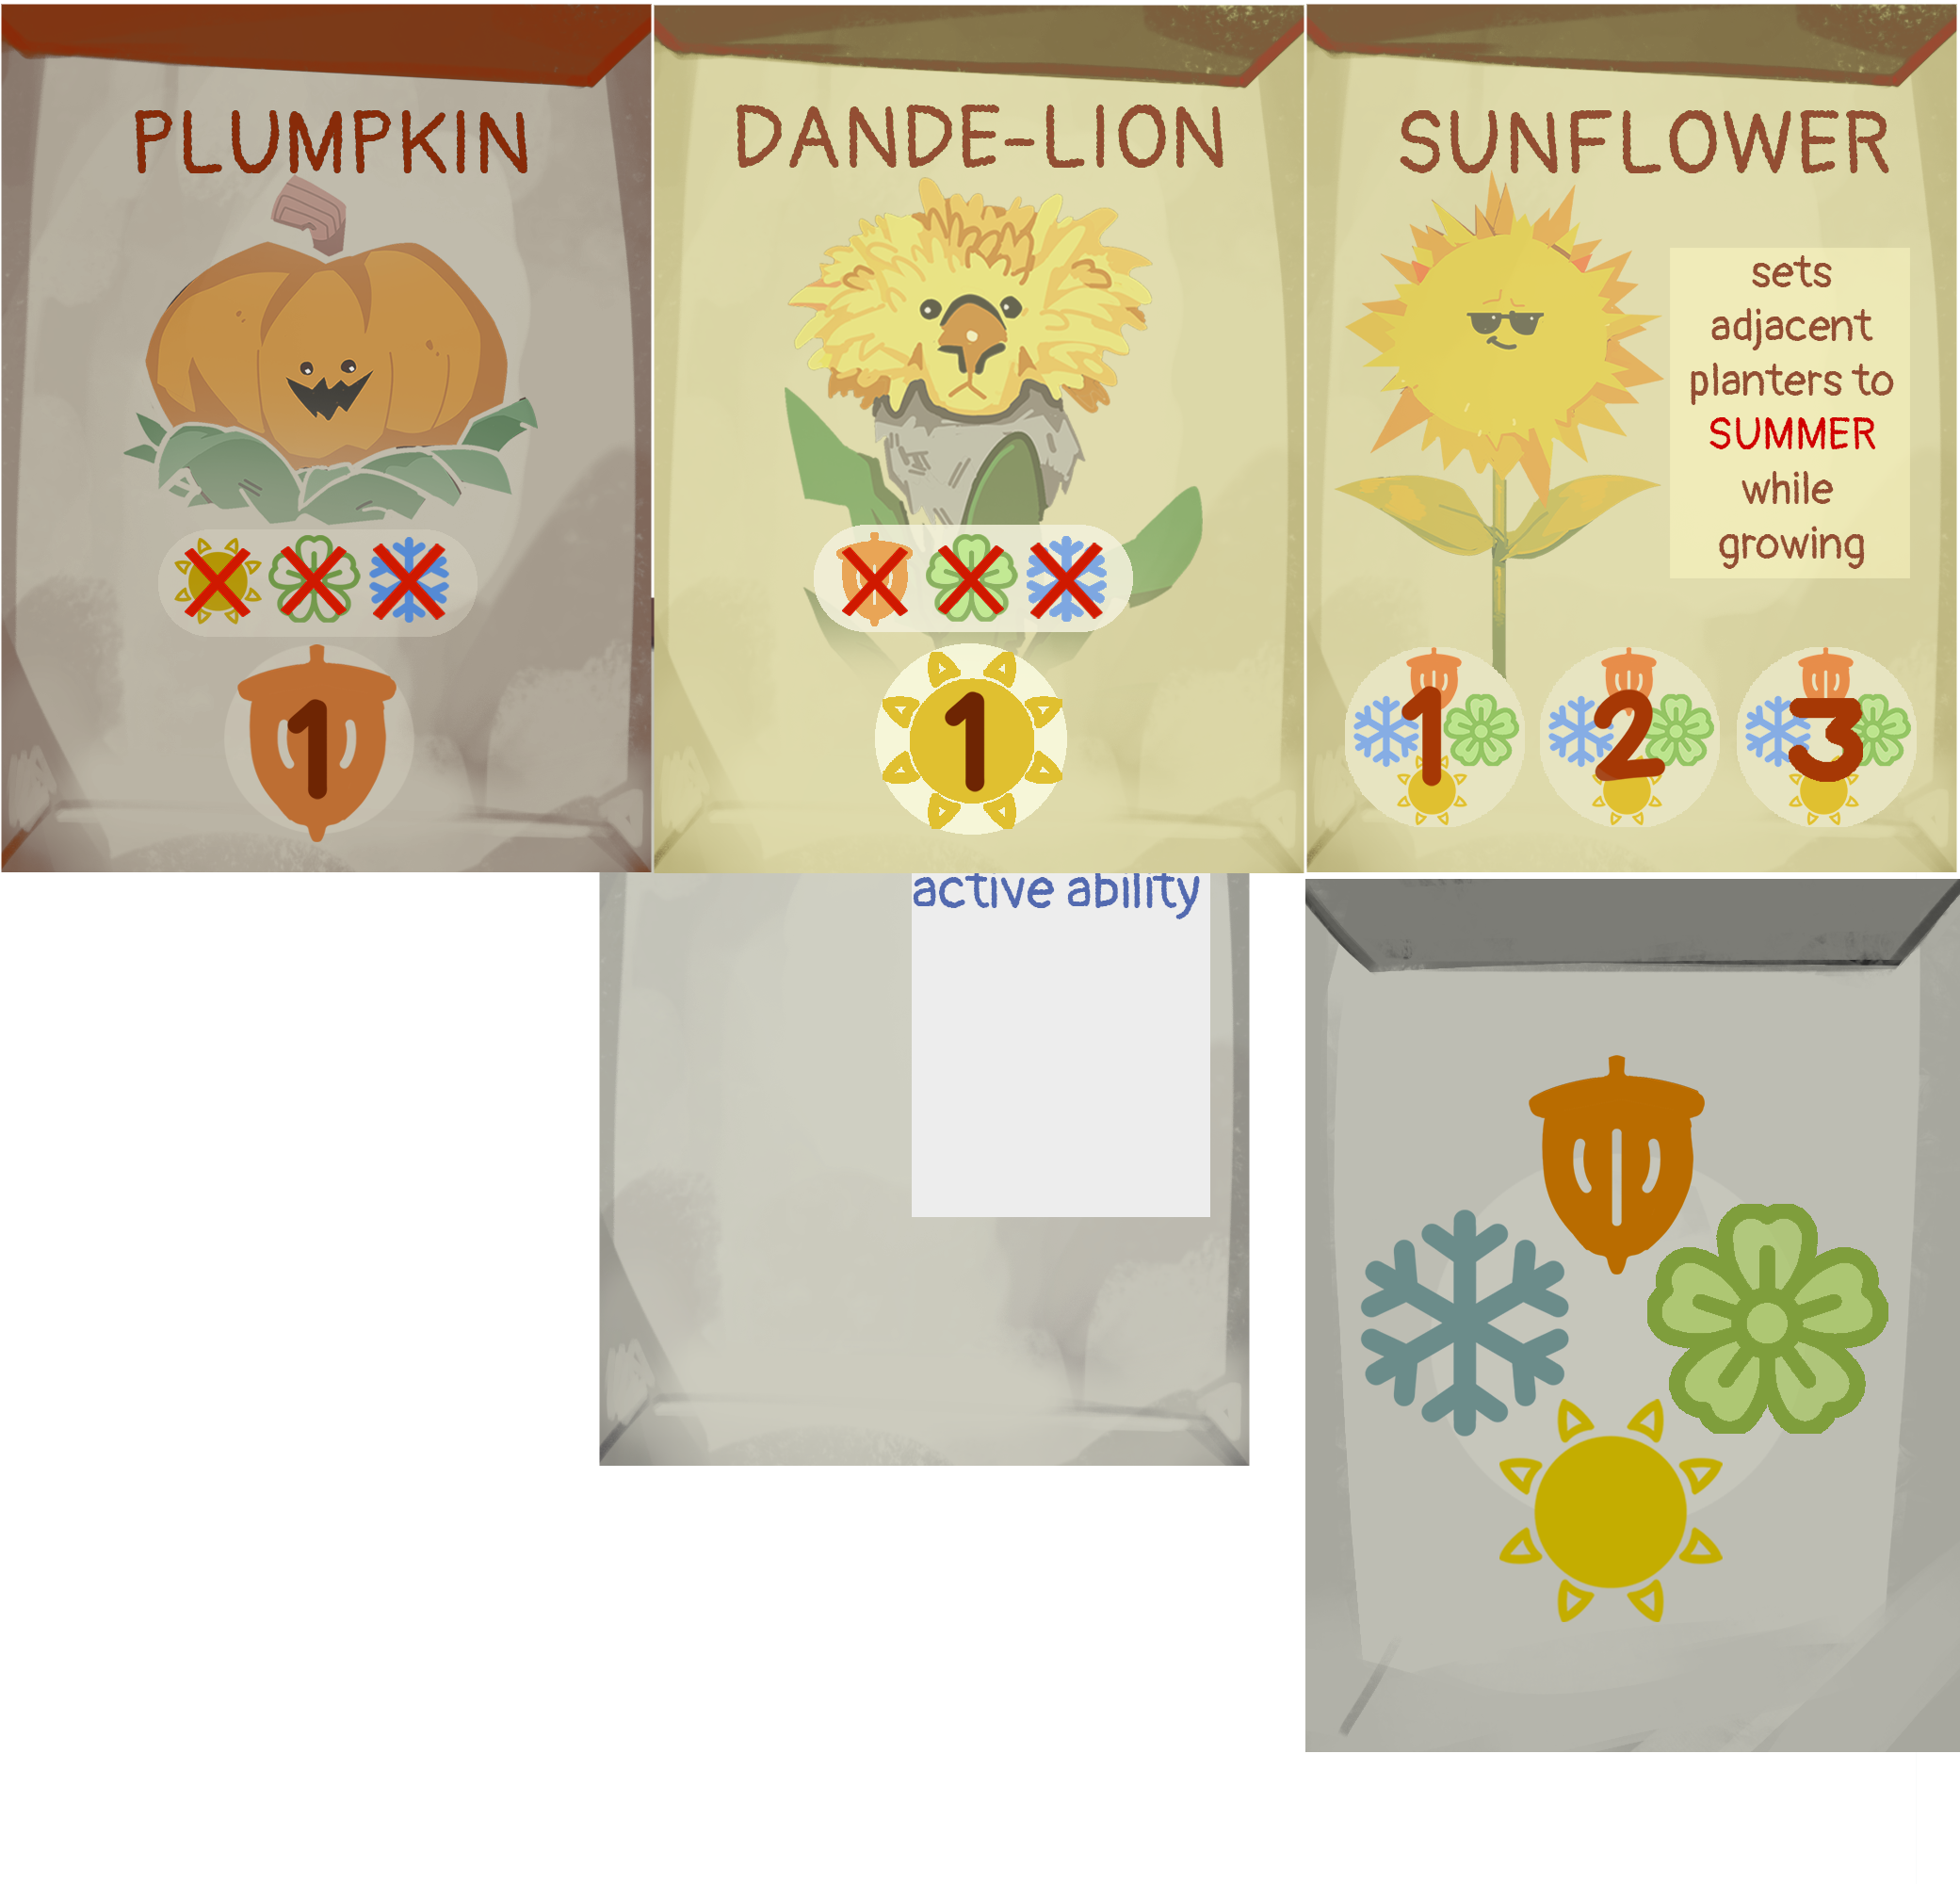 PLUMPKIN
1
DANDE-LION
1
SUNFLOWER
sets
adjacent
planters to
SUMMER
while
growing
1
2
3
active ability